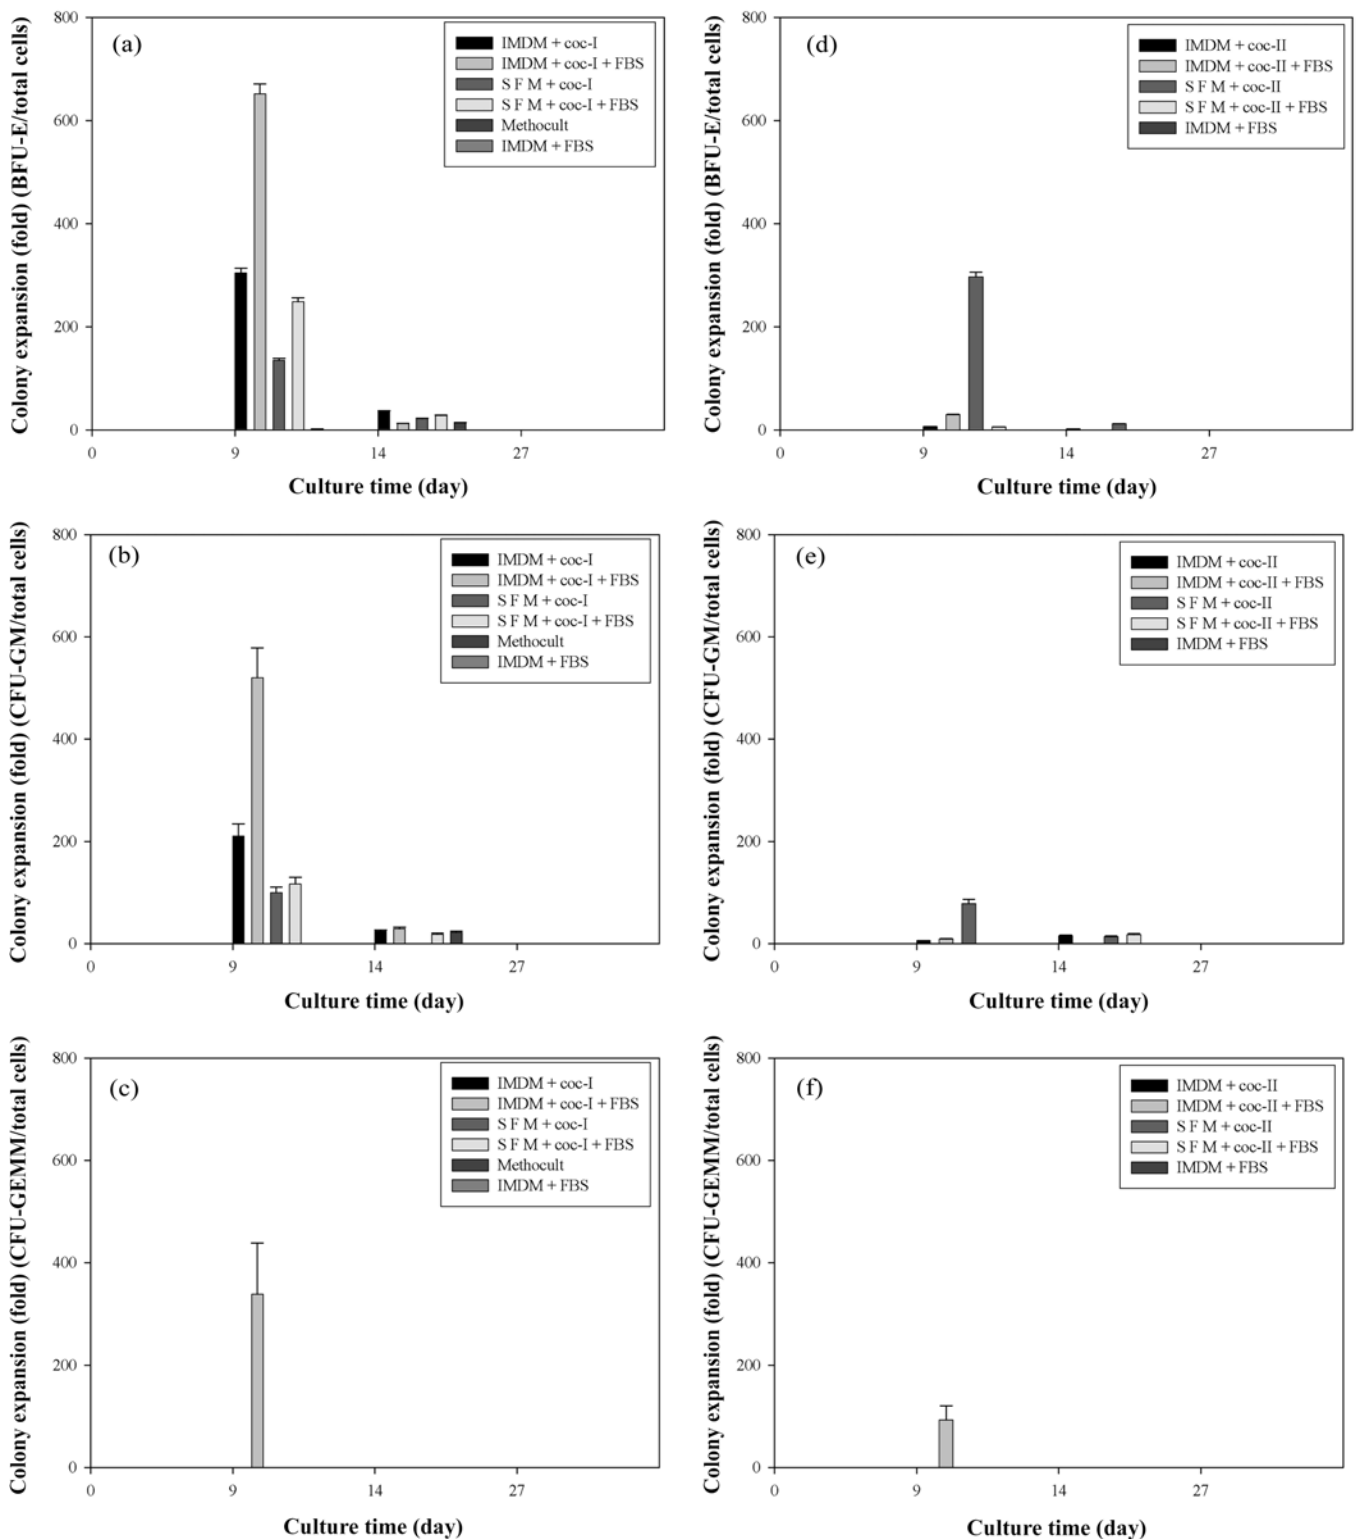 Colony expansion (fold) (BFU-E/total cells)
800
600
400
200
0
(a)
IMDM + coc-I
IMDM + coc-I + FBS
S F M + coc-I
S F M + coc-I + FBS
Methocult
IMDM + FBS
0 9 14 27
Culture time (day)
Colony expansion (fold) (BFU-E/total cells)
800
600
400
200
0
(d)
IMDM + coc-II
IMDM + coc-II + FBS
S F M + coc-II
S F M + coc-II + FBS
IMDM + FBS
0 9 14 27
Culture time (day)
Colony expansion (fold) (CFU-GM/total cells)
800
600
400
200
0
(b)
IMDM + coc-I
IMDM + coc-I + FBS
S F M + coc-I
S F M + coc-I + FBS
Methocult
IMDM + FBS
0 9 14 27
Culture time (day)
Colony expansion (fold) (CFU-GM/total cells)
800
600
400
200
0
(e)
IMDM + coc-II
IMDM + coc-II + FBS
S F M + coc-II
S F M + coc-II + FBS
IMDM + FBS
0 9 14 27
Culture time (day)
Colony expansion (fold) (CFU-GEMM/total cells)
800
600
400
200
0
(c)
IMDM + coc-I
IMDM + coc-I + FBS
S F M + coc-I
S F M + coc-I + FBS
Methocult
IMDM + FBS
0 9 14 27
Culture time (day)
Colony expansion (fold) (CFU-GEMM/total cells)
800
600
400
200
0
(f)
IMDM + coc-II
IMDM + coc-II + FBS
S F M + coc-II
S F M + coc-II + FBS
IMDM + FBS
0 9 14 27
Culture time (day)